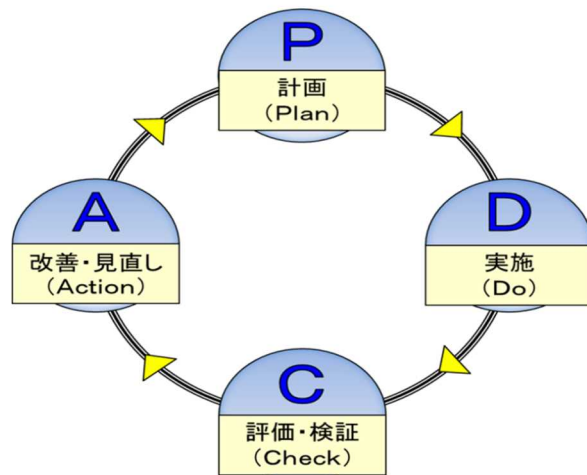 P
計画
(Plan)
D
実施
(Do)
C
評価・検証
(Check)
A
改善・見直し
(Action)